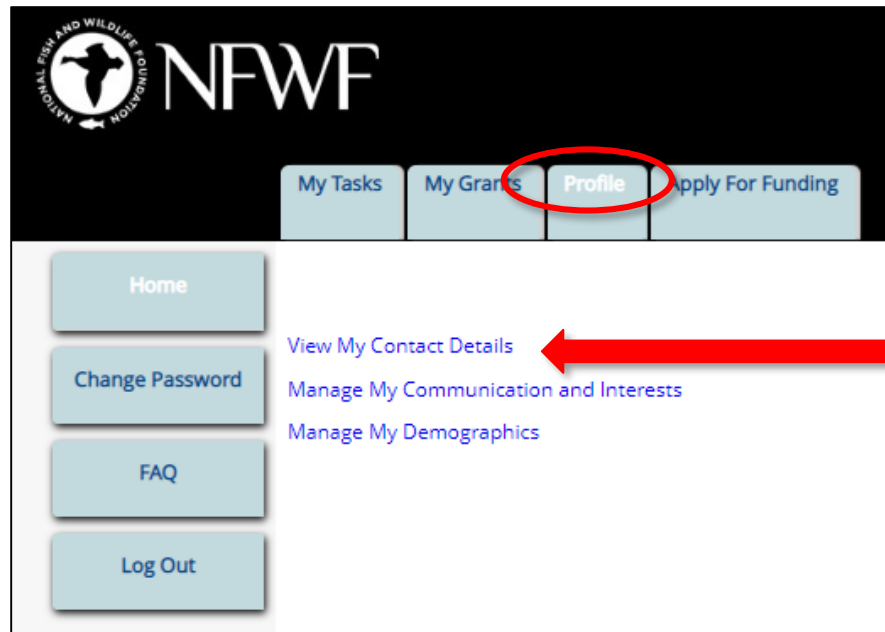 NATIONAL FISH AND WILDLIFE FOUNDATION
NFWF
My Tasks
My Grants
Profile
Apply For Funding
Home
View My Contact Details
Change Password
Manage My Communication and Interests
Manage My Demographics
FAQ
Log Out